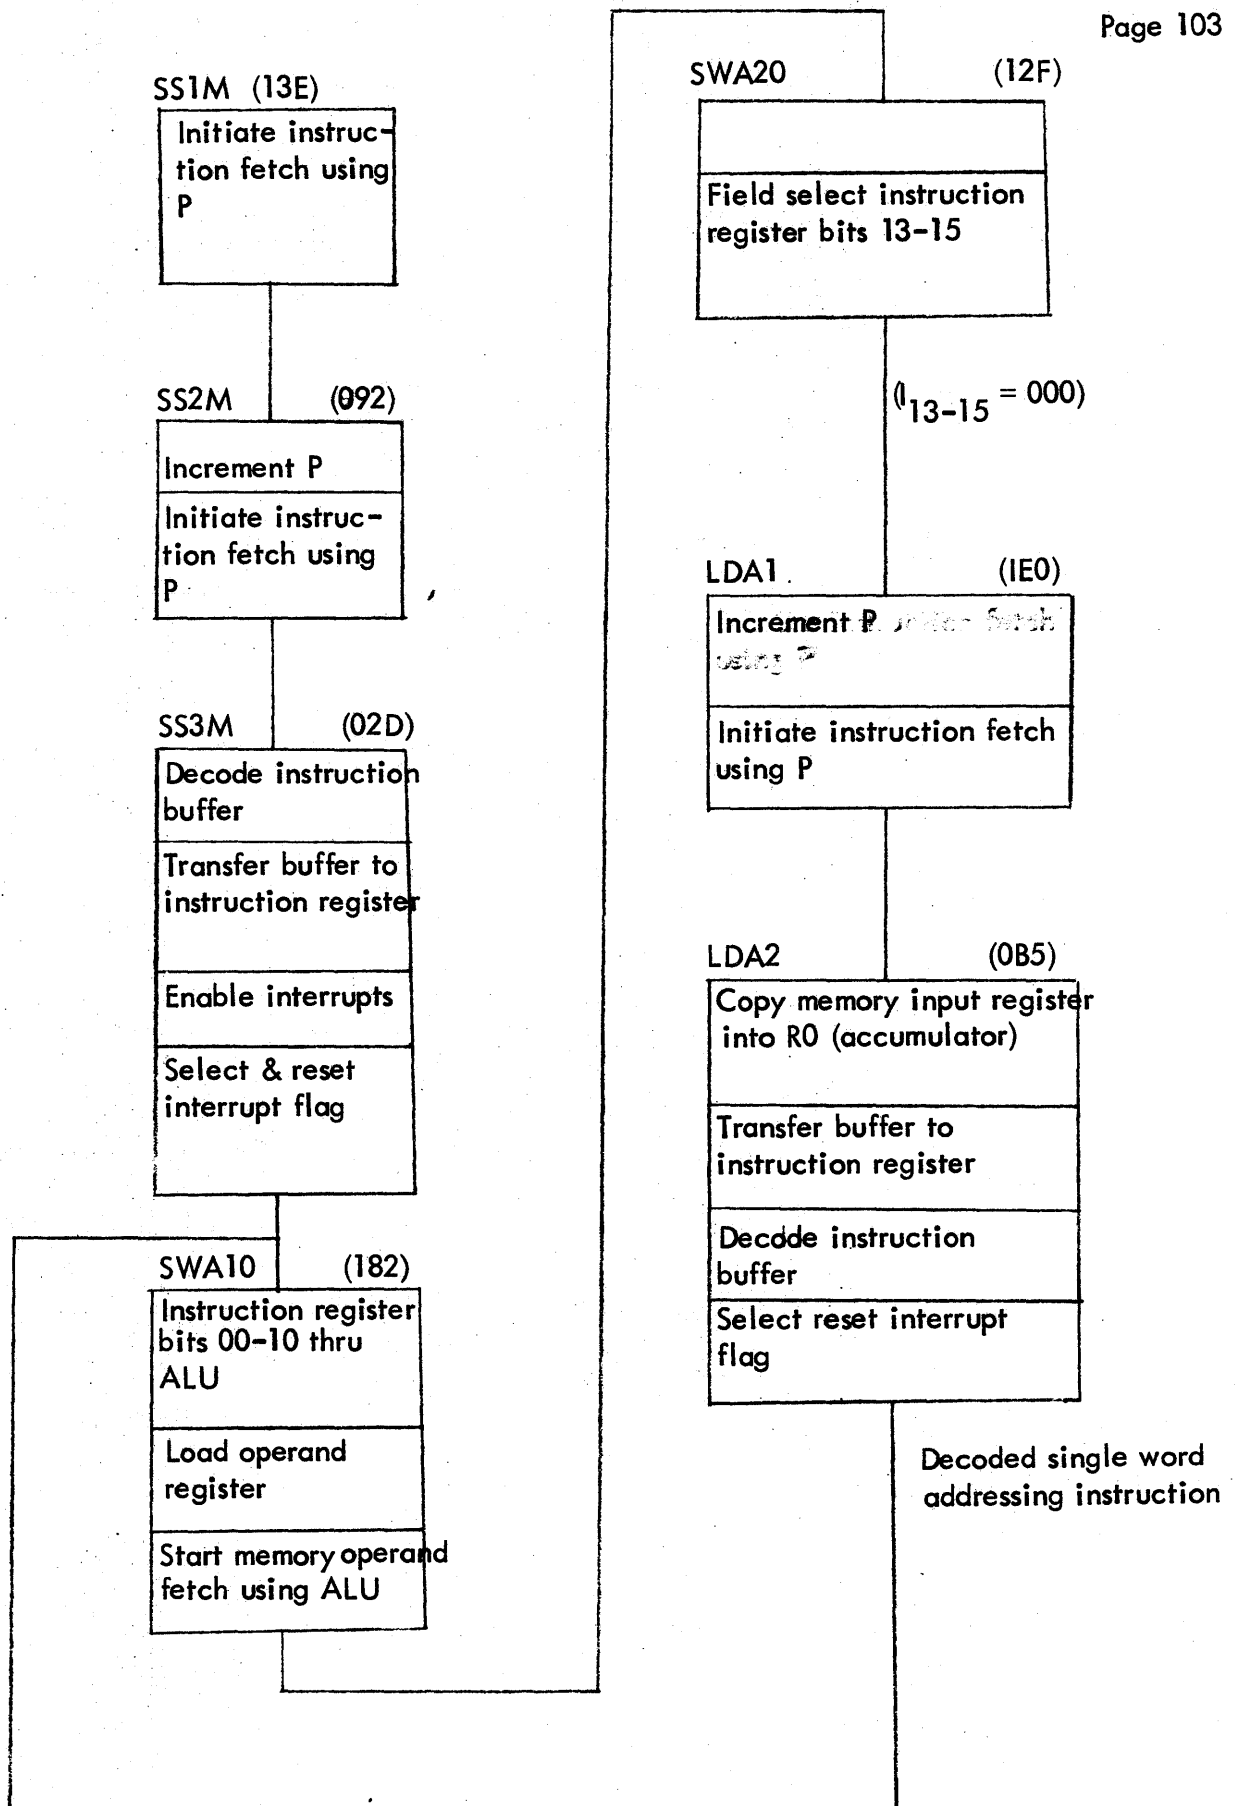 Page 103
SS1M (13E)
Initiate instruc-
tion fetch using
P
SS2M (092)
Increment P
Initiate instruc-
tion fetch using
P
SS3M (02D)
Decode instruction
buffer
Transfer buffer to
instruction register
Enable interrupts
Select & reset
interrupt flag
SWA10 (182)
Instruction register
bits 00-10 thru
ALU
Load operand
register
Start memory operand
fetch using ALU
SWA20 (12F)
Field select instruction
register bits 13-15
(I13-15 = 000)
LDA1 (1E0)
Increment P fetch
using P
Initiate instruction fetch
using P
LDA2 (0B5)
Copy memory input register
into R0 (accumulator)
Transfer buffer to
instruction register
Decode instruction
buffer
Select reset interrupt
flag
Decoded single word
addressing instruction